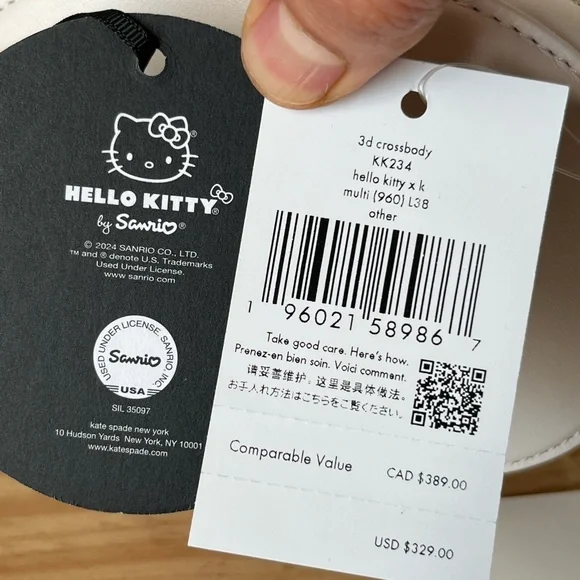 HELLO KITTY®
by Sanrio®
© 2024 SANRIO CO., LTD.
™ and ® denote U.S. Trademarks
Used Under License.
www.sanrio.com
USED UNDER LICENSE, SANRIO, INC.
Sanrio
USA
SIL 35097
kate spade new york
10 Hudson Yards New York, NY 10001
www.katespade.com
3d crossbody
KK234
hello kitty x k
multi (960) L38
other
1 96021 58986 7
Take good care. Here's how.
Prenez-en bien soin. Voici comment.
请妥善维护。这里是具体做法。
お手入れ方法はこちらをご覧ください。
Comparable Value CAD $389.00
USD $329.00